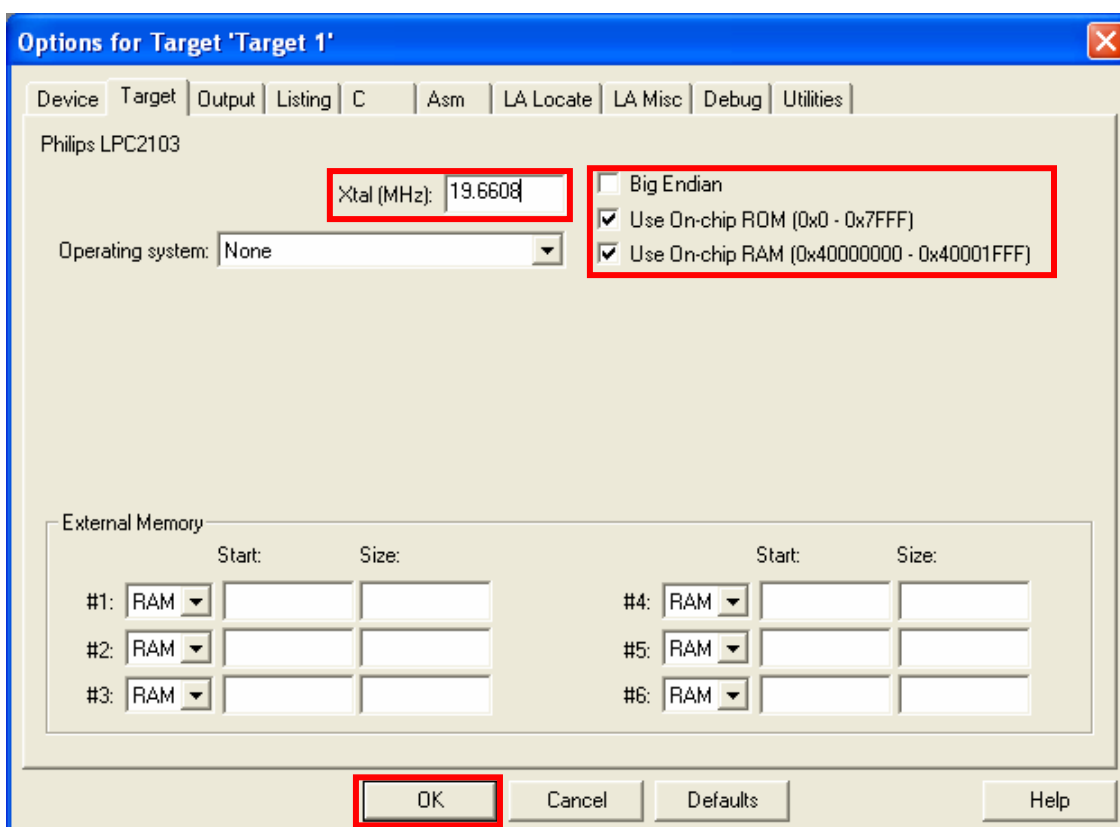 Options for Target 'Target 1'
Device Target Output Listing C Asm LA Locate LA Misc Debug Utilities
Philips LPC2103
Xtal (MHz): 19.6608
Big Endian
Use On-chip ROM (0x0 - 0x7FFF)
Operating system: None
Use On-chip RAM (0x40000000 - 0x40001FFF)
External Memory
Start: Size: Start: Size:
#1: RAM #4: RAM
#2: RAM #5: RAM
#3: RAM #6: RAM
OK Cancel Defaults Help